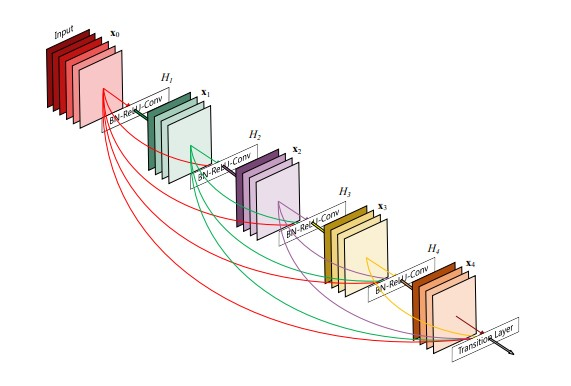 Input
x0
H1
BN-ReLU-Conv
x1
H2
BN-ReLU-Conv
x2
H3
BN-ReLU-Conv
x3
H4
BN-ReLU-Conv
x4
Transition Layer